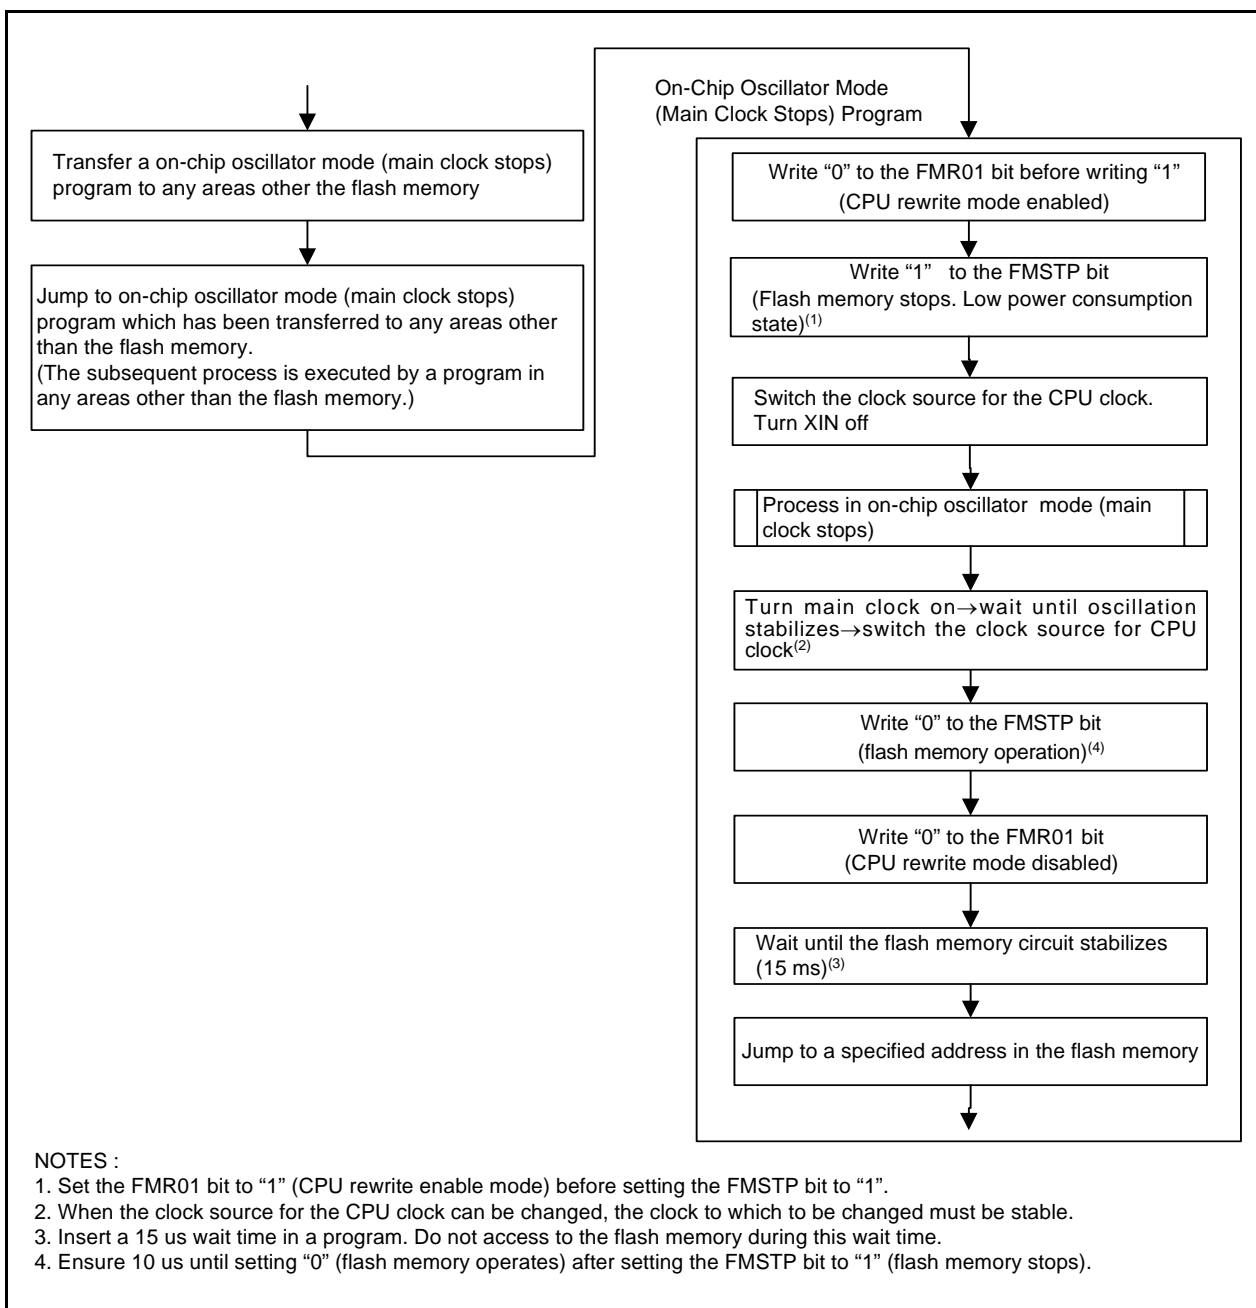 Transfer a on-chip oscillator mode (main clock stops)
program to any areas other the flash memory
Jump to on-chip oscillator mode (main clock stops)
program which has been transferred to any areas other
than the flash memory.
(The subsequent process is executed by a program in
any areas other than the flash memory.)
On-Chip Oscillator Mode
(Main Clock Stops) Program
Write “0” to the FMR01 bit before writing “1”
(CPU rewrite mode enabled)
Write “1” to the FMSTP bit
(Flash memory stops. Low power consumption
state)(1)
Switch the clock source for the CPU clock.
Turn XIN off
Process in on-chip oscillator mode (main
clock stops)
Turn main clock on→wait until oscillation
stabilizes→switch the clock source for CPU
clock(2)
Write “0” to the FMSTP bit
(flash memory operation)(4)
Write “0” to the FMR01 bit
(CPU rewrite mode disabled)
Wait until the flash memory circuit stabilizes
(15 ms)(3)
Jump to a specified address in the flash memory
NOTES :
1. Set the FMR01 bit to “1” (CPU rewrite enable mode) before setting the FMSTP bit to “1”.
2. When the clock source for the CPU clock can be changed, the clock to which to be changed must be stable.
3. Insert a 15 us wait time in a program. Do not access to the flash memory during this wait time.
4. Ensure 10 us until setting “0” (flash memory operates) after setting the FMSTP bit to “1” (flash memory stops).